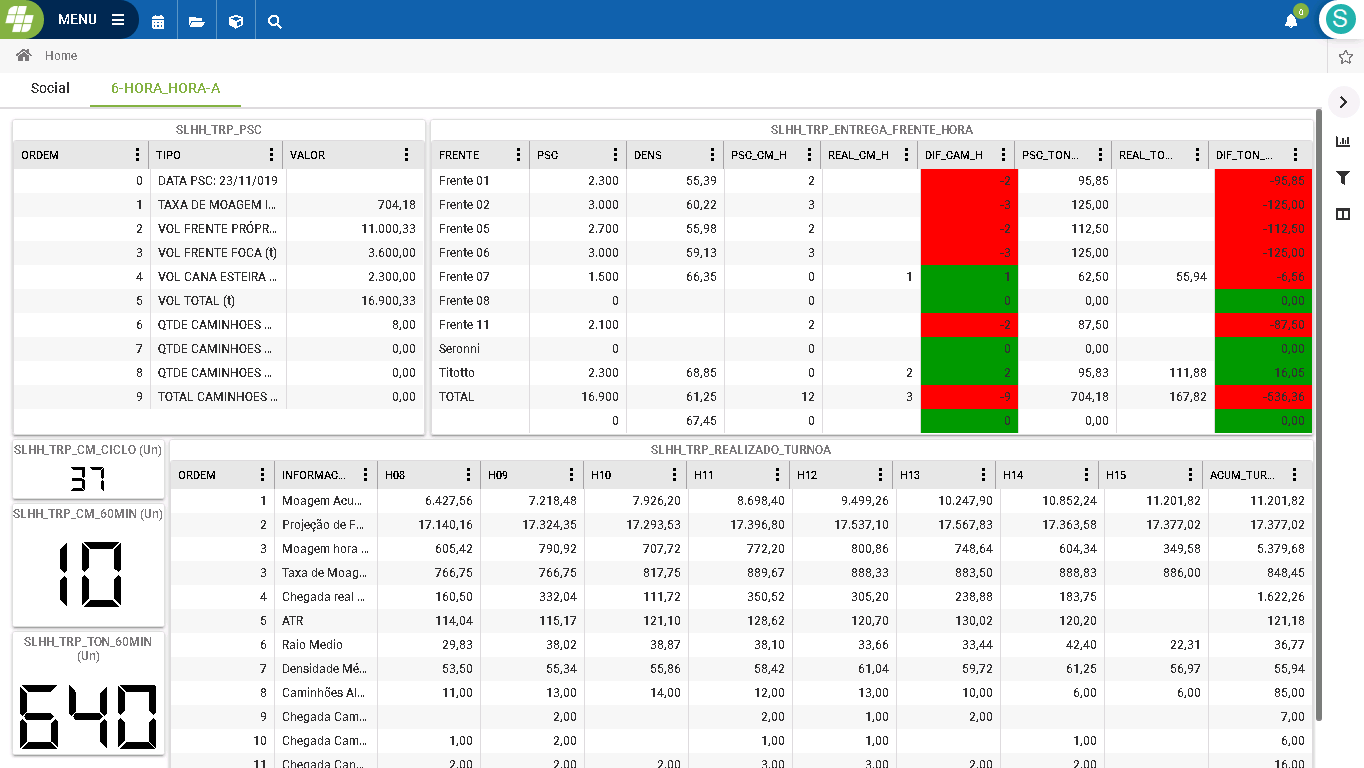 MENU
0
S
Home
Social 6-HORA_HORA-A
SLHH_TRP_PSC
ORDEM TIPO VALOR
0 DATA PSC: 23/11/019
1 TAXA DE MOAGEM I... 704,18
2 VOL FRENTE PRÓPR... 11.000,33
3 VOL FRENTE FOCA (t) 3.600,00
4 VOL CANA ESTEIRA ... 2.300,00
5 VOL TOTAL (t) 16.900,33
6 QTDE CAMINHOES ... 8,00
7 QTDE CAMINHOES ... 0,00
8 QTDE CAMINHOES ... 0,00
9 TOTAL CAMINHOES ... 0,00
SLHH_TRP_ENTREGA_FRENTE_HORA
FRENTE PSC DENS PSC_CM_H REAL_CM_H DIF_CAM_H PSC_TON... REAL_TO... DIF_TON_...
Frente 01 2.300 55,39 2 -2 95,85 -95,85
Frente 02 3.000 60,22 3 -3 125,00 -125,00
Frente 05 2.700 55,98 2 -2 112,50 -112,50
Frente 06 3.000 59,13 3 -3 125,00 -125,00
Frente 07 1.500 66,35 0 1 1 62,50 55,94 -6,56
Frente 08 0 0 0 0,00 0,00
Frente 11 2.100 2 -2 87,50 -87,50
Seronni 0 0 0 0,00 0,00
Titotto 2.300 68,85 0 2 2 95,83 111,88 16,05
TOTAL 16.900 61,25 12 3 -9 704,18 167,82 -536,36
0 67,45 0 0 0,00 0,00
SLHH_TRP_CM_CICLO (Un)
37
SLHH_TRP_CM_60MIN (Un)
10
SLHH_TRP_TON_60MIN
(Un)
640
SLHH_TRP_REALIZADO_TURNOA
ORDEM INFORMAC... H08 H09 H10 H11 H12 H13 H14 H15 ACUM_TUR...
1 Moagem Acu... 6.427,56 7.218,48 7.926,20 8.698,40 9.499,26 10.247,90 10.852,24 11.201,82 11.201,82
2 Projeção de F... 17.140,16 17.324,35 17.293,53 17.396,80 17.537,10 17.567,83 17.363,58 17.377,02 17.377,02
3 Moagem hora ... 605,42 790,92 707,72 772,20 800,86 748,64 604,34 349,58 5.379,68
3 Taxa de Moag... 766,75 766,75 817,75 889,67 888,33 883,50 888,83 886,00 848,45
4 Chegada real ... 160,50 332,04 111,72 350,52 305,20 238,88 183,75 1.622,26
5 ATR 114,04 115,17 121,10 128,62 120,70 130,02 120,20 121,18
6 Raio Medio 29,83 38,02 38,87 38,10 33,66 33,44 42,40 22,31 36,77
7 Densidade Mé... 53,50 55,34 55,86 58,42 61,04 59,72 61,25 56,97 55,94
8 Caminhões Al... 11,00 13,00 14,00 12,00 13,00 10,00 6,00 6,00 85,00
9 Chegada Cam... 2,00 2,00 1,00 2,00 7,00
10 Chegada Cam... 1,00 2,00 1,00 1,00 1,00 6,00
11 Chegada Cam... 2,00 2,00 2,00 3,00 3,00 2,00 2,00 16,00